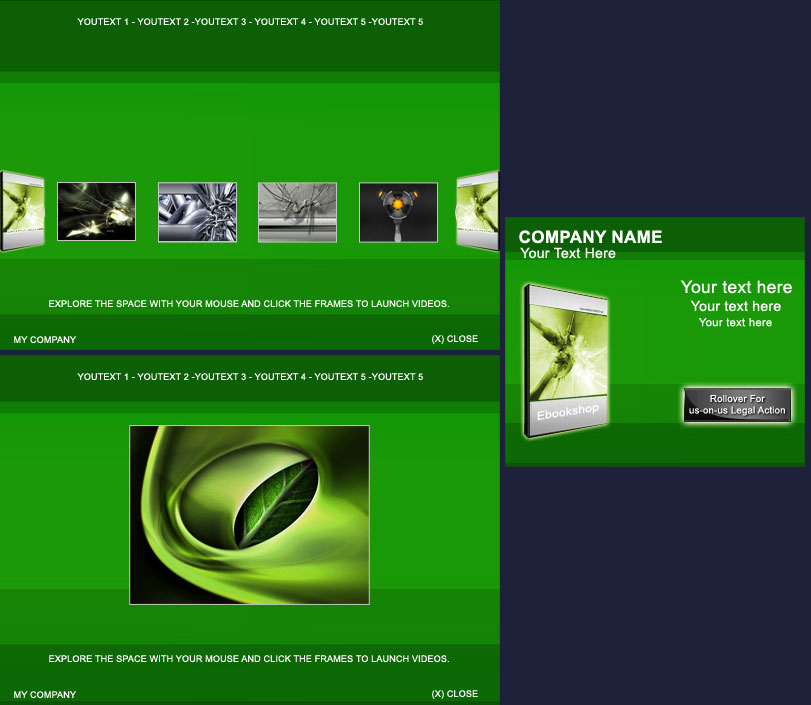 YOUTEXT 1 - YOUTEXT 2 -YOUTEXT 3 - YOUTEXT 4 - YOUTEXT 5 -YOUTEXT 5
EXPLORE THE SPACE WITH YOUR MOUSE AND CLICK THE FRAMES TO LAUNCH VIDEOS.
MY COMPANY
(X) CLOSE
YOUTEXT 1 - YOUTEXT 2 -YOUTEXT 3 - YOUTEXT 4 - YOUTEXT 5 -YOUTEXT 5
EXPLORE THE SPACE WITH YOUR MOUSE AND CLICK THE FRAMES TO LAUNCH VIDEOS.
MY COMPANY
(X) CLOSE
COMPANY NAME
Your Text Here
Your text here
Your text here
Your text here
Ebookshop
Rollover For
us-on-us Legal Action